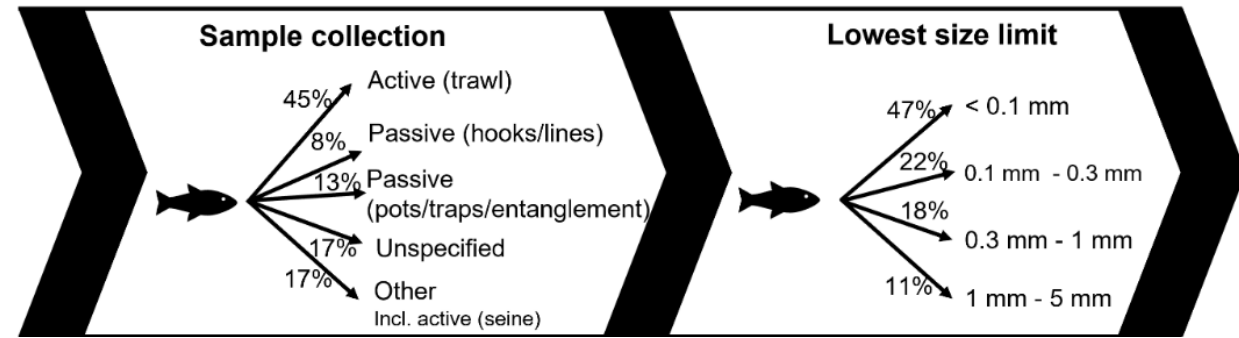 Sample collection
45%
Active (trawl)
8%
Passive (hooks/lines)
13%
Passive
(pots/traps/entanglement)
17%
Unspecified
17%
Other
Incl. active (seine)
Lowest size limit
47%
< 0.1 mm
22%
0.1 mm - 0.3 mm
18%
0.3 mm - 1 mm
11%
1 mm - 5 mm